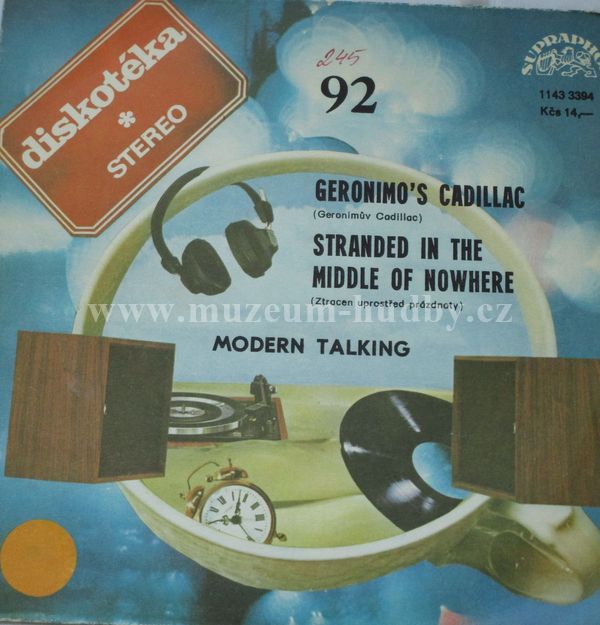 diskotéka
*
STEREO
245
92
SUPRAPHON
1143 3394
Kčs 14,—
GERONIMO'S CADILLAC
(Geronimův Cadillac)
STRANDED IN THE
MIDDLE OF NOWHERE
(Ztracen uprostřed prázdnoty)
www.muzeum-hudby.cz
MODERN TALKING